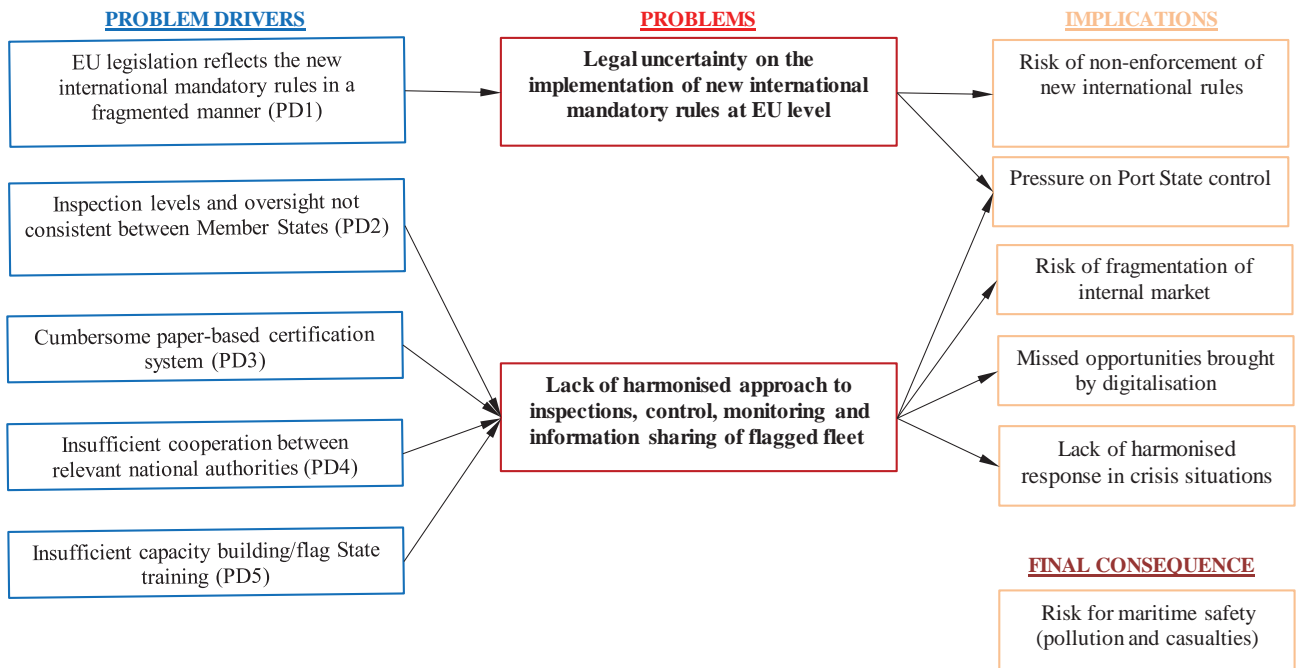 PROBLEM DRIVERS
EU legislation reflects the new
international mandatory rules in a
fragmented manner (PD1)
Inspection levels and oversight not
consistent between Member States (PD2)
Cumbersome paper-based certification
system (PD3)
Insufficient cooperation between
relevant national authorities (PD4)
Insufficient capacity building/flag State
training (PD5)
PROBLEMS
Legal uncertainty on the
implementation of new international
mandatory rules at EU level
Lack of harmonised approach to
inspections, control, monitoring and
information sharing of flagged fleet
IMPLICATIONS
Risk of non-enforcement of
new international rules
Pressure on Port State control
Risk of fragmentation of
internal market
Missed opportunities brought
by digitalisation
Lack of harmonised
response in crisis situations
FINAL CONSEQUENCE
Risk for maritime safety
(pollution and casualties)